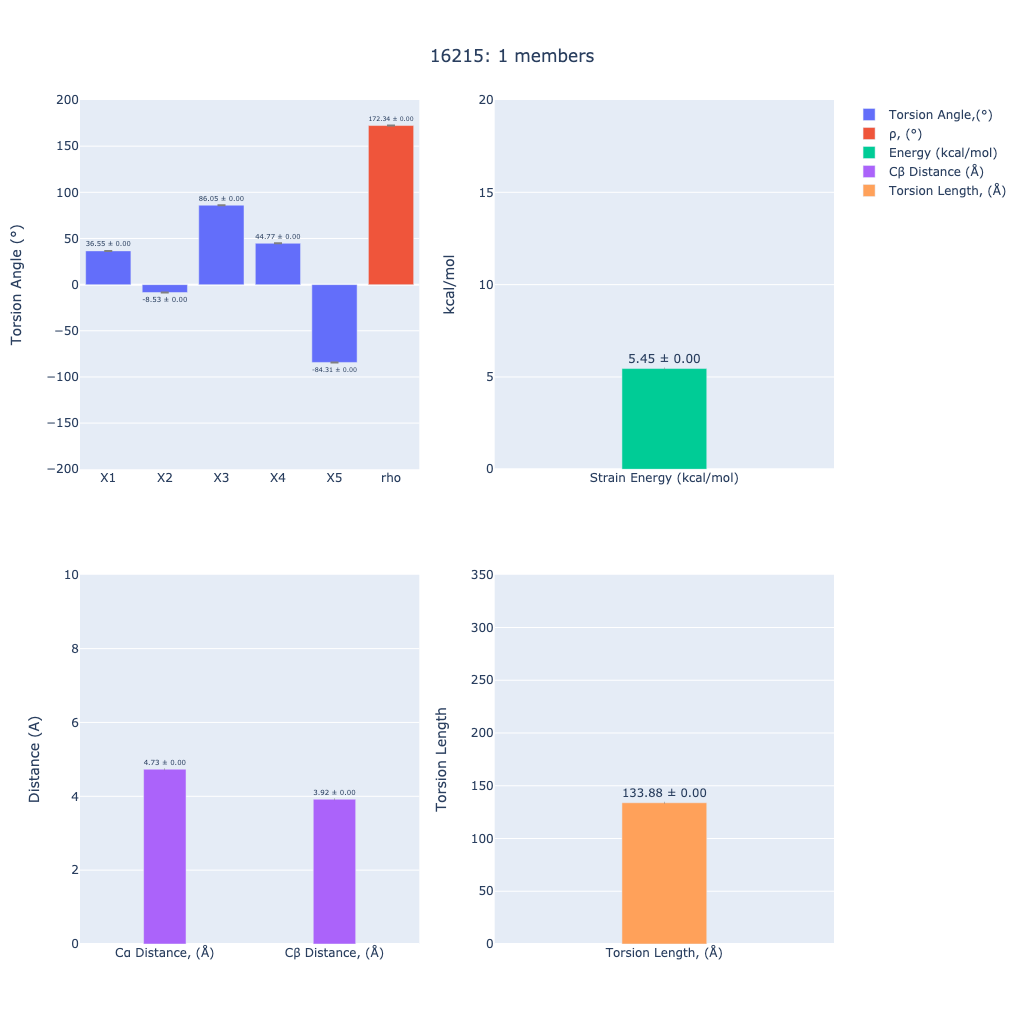 16215: 1 members
200
150
100
50
0
−50
−100
−150
−200
Torsion Angle (°)
36.55 ± 0.00
-8.53 ± 0.00
86.05 ± 0.00
44.77 ± 0.00
-84.31 ± 0.00
172.34 ± 0.00
X1
X2
X3
X4
X5
rho
20
15
10
5
0
kcal/mol
5.45 ± 0.00
Strain Energy (kcal/mol)
Torsion Angle,(°)
ρ, (°)
Energy (kcal/mol)
Cβ Distance (Å)
Torsion Length, (Å)
10
8
6
4
2
0
Distance (A)
4.73 ± 0.00
3.92 ± 0.00
Cα Distance, (Å)
Cβ Distance, (Å)
350
300
250
200
150
100
50
0
Torsion Length
133.88 ± 0.00
Torsion Length, (Å)